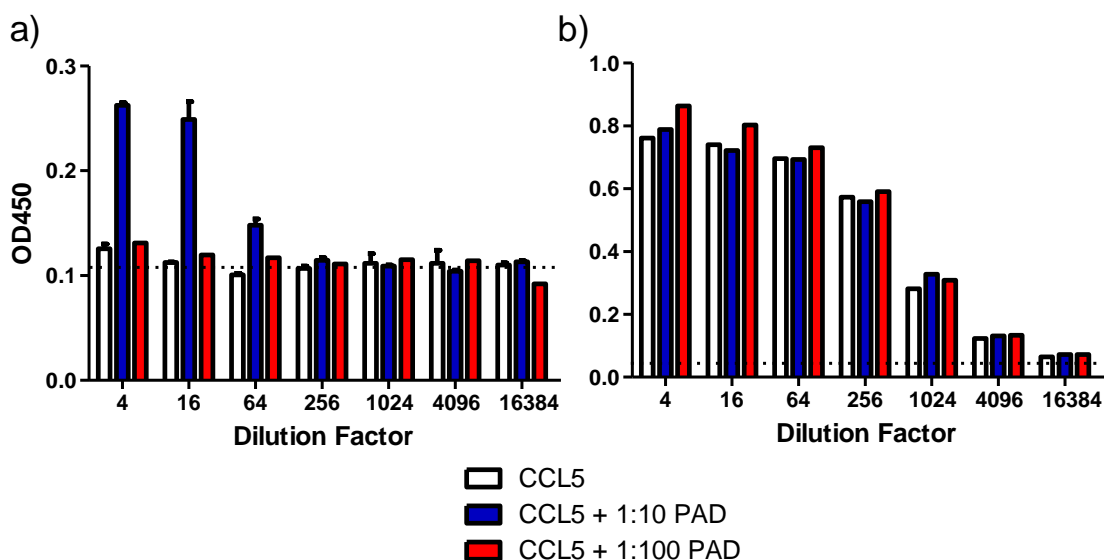 a)
OD450
0.3
0.2
0.1
0.0
4 16 64 256 1024 4096 16384
Dilution Factor
b)
1.0
0.8
0.6
0.4
0.2
0.0
4 16 64 256 1024 4096 16384
Dilution Factor
CCL5
CCL5 + 1:10 PAD
CCL5 + 1:100 PAD